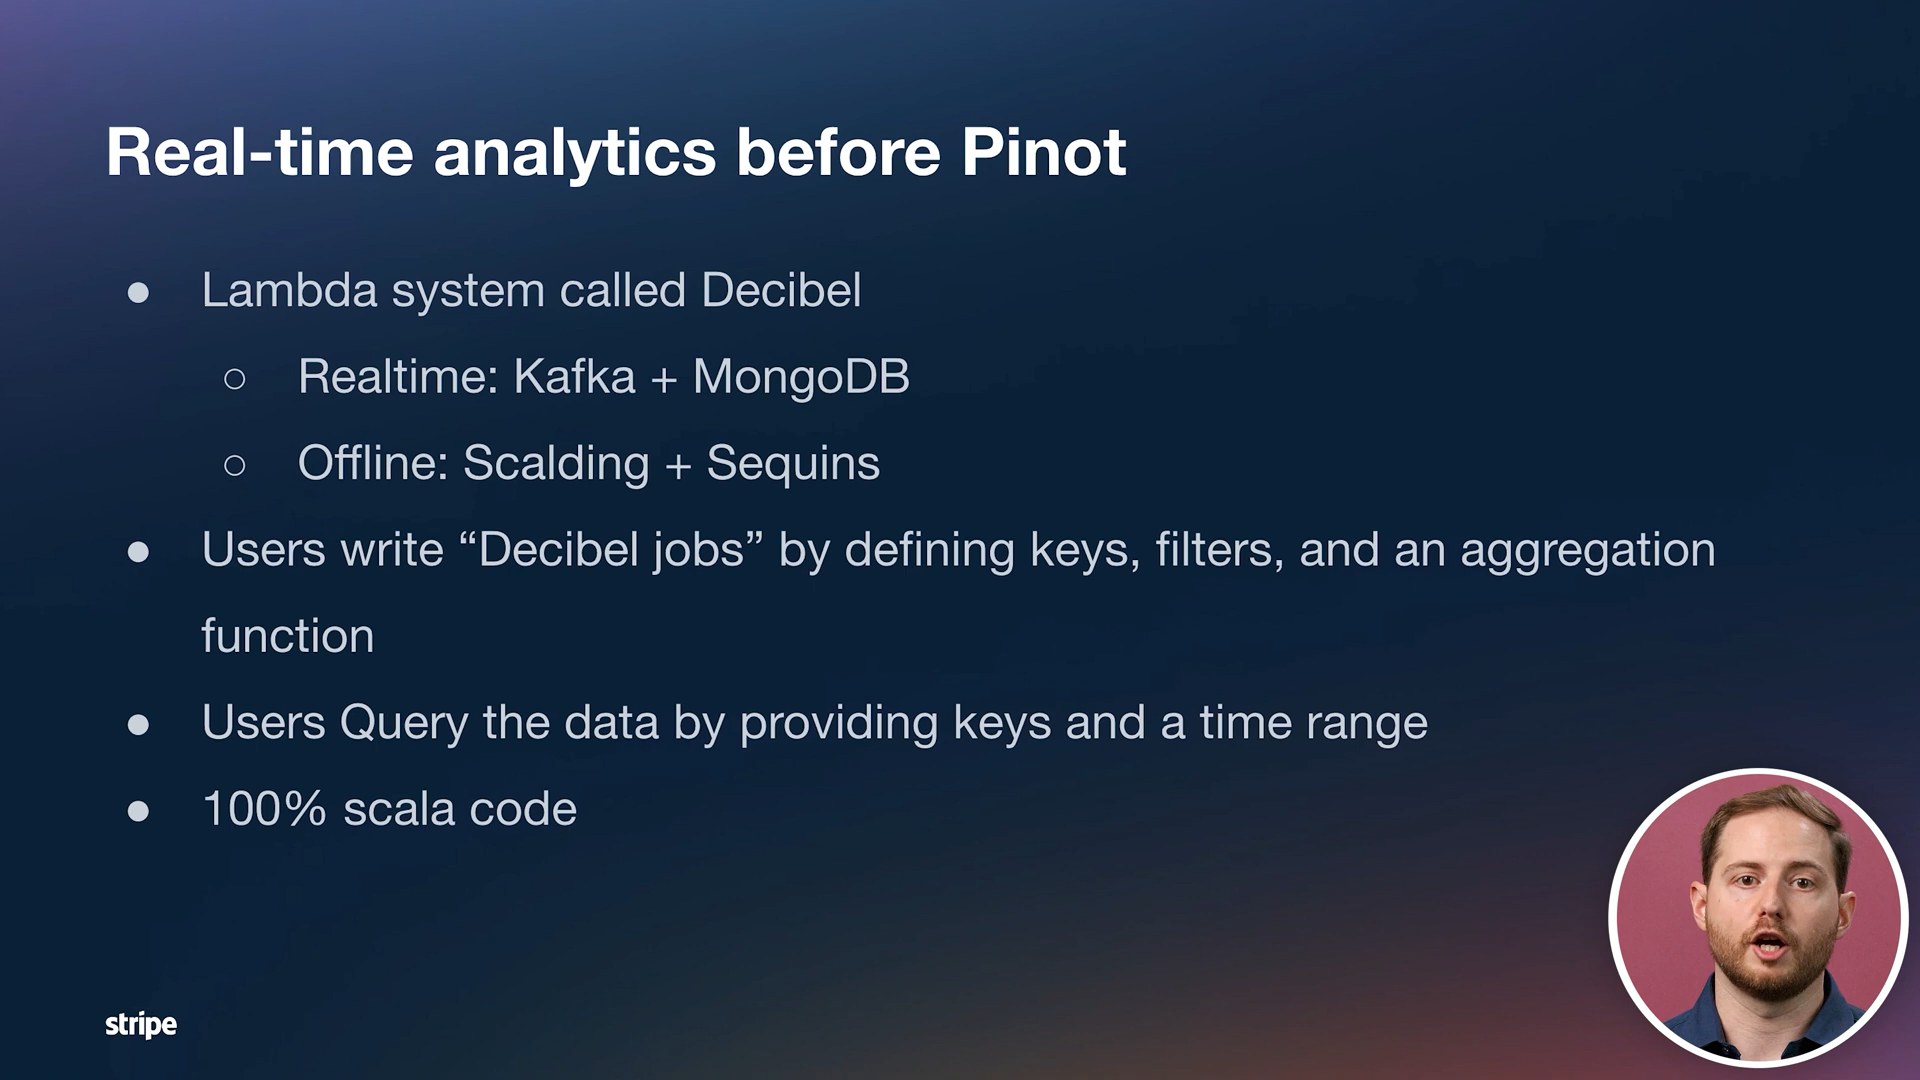 Real-time analytics before Pinot
● Lambda system called Decibel
○ Realtime: Kafka + MongoDB
○ Offline: Scalding + Sequins
● Users write “Decibel jobs” by defining keys, filters, and an aggregation
function
● Users Query the data by providing keys and a time range
● 100% scala code
stripe